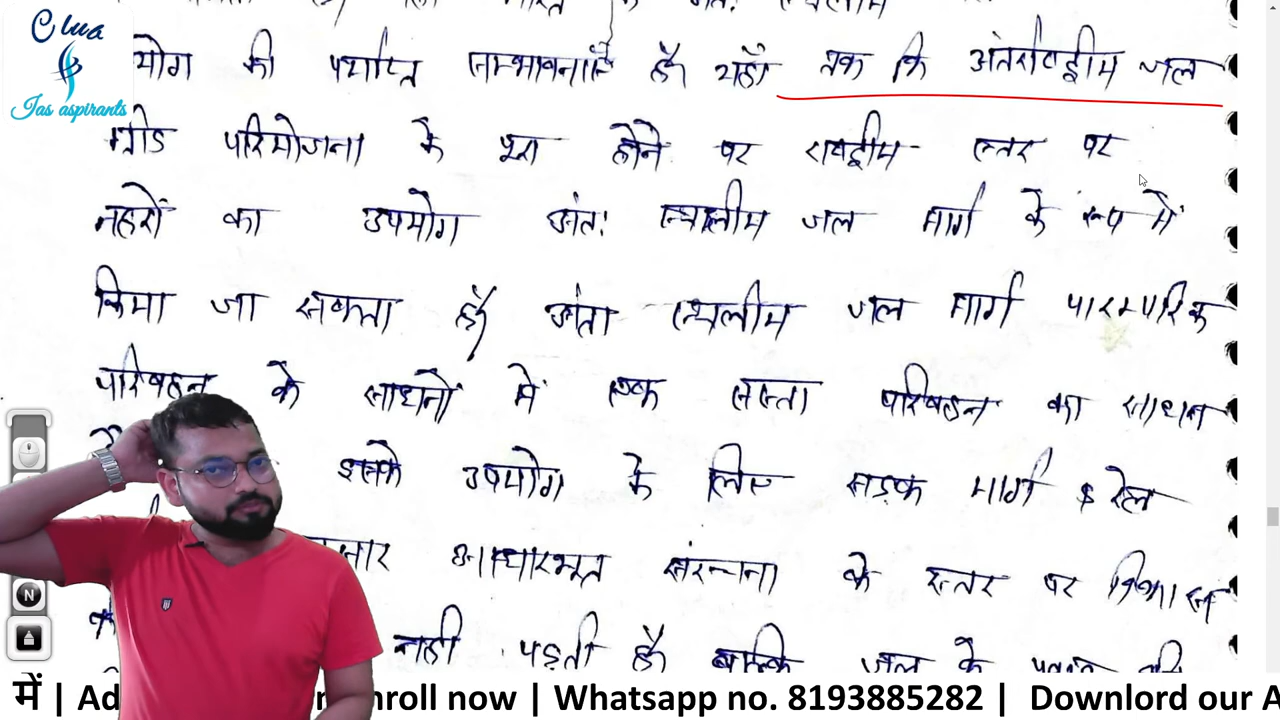 Clua
Jas aspirants
योग की पर्याप्त सम्भावनाएँ है यहाँ तक कि अंतर्राष्ट्रीय जल
ग्रीड परियोजना के पूरा होने पर राष्ट्रीय स्तर पर
नहरों का उपयोग अंतः स्थलीय जल मार्ग के रूप में
किया जा सकता है अंता स्थलीय जल मार्ग पारम्परिक
परिवहन के साधनों में एक सस्ता परिवहन का साधन
इसके उपयोग के लिए सड़क मार्ग & रेल
आधारभूत संरचना के स्तर पर विकास
नहीं पड़ती है बल्कि जल के
में | Ad nroll now | Whatsapp no. 8193885282 | Downlord our A